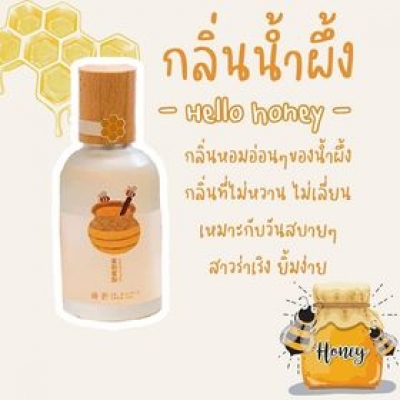 กลิ่นน้ำผึ้ง
- Hello honey -
กลิ่นหอมอ่อนๆของน้ำผึ้ง
กลิ่นที่ไม่หวาน ไม่เลี่ยน
เหมาะกับวันสบายๆ
สาวร่าเริง ยิ้มง่าย
Honey